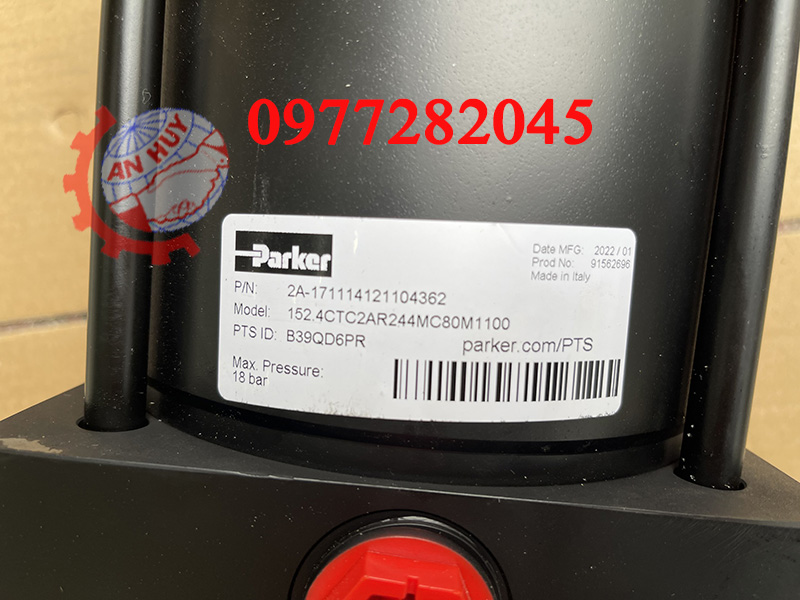 0977282045
AN HUY
Parker
Date MFG: 2022 / 01
Prod No: 91562696
Made in Italy
P/N: 2A-171114121104362
Model: 152.4CTC2AR244MC80M1100
PTS ID: B39QD6PR
parker.com/PTS
Max. Pressure:
18 bar